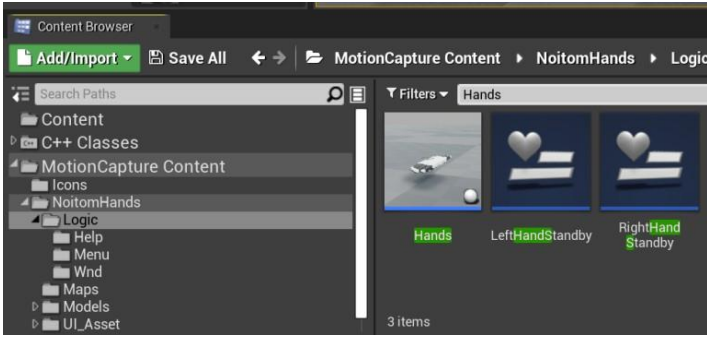 Content Browser
Add/Import Save All MotionCapture Content NoitomHands Logic
Search Paths
Filters Hands
Content
C++ Classes
MotionCapture Content
Icons
NoitomHands
Logic
Help
Menu
Wnd
Maps
Models
UI_Asset
Hands
LeftHandStandby
RightHand
Standby
3 items